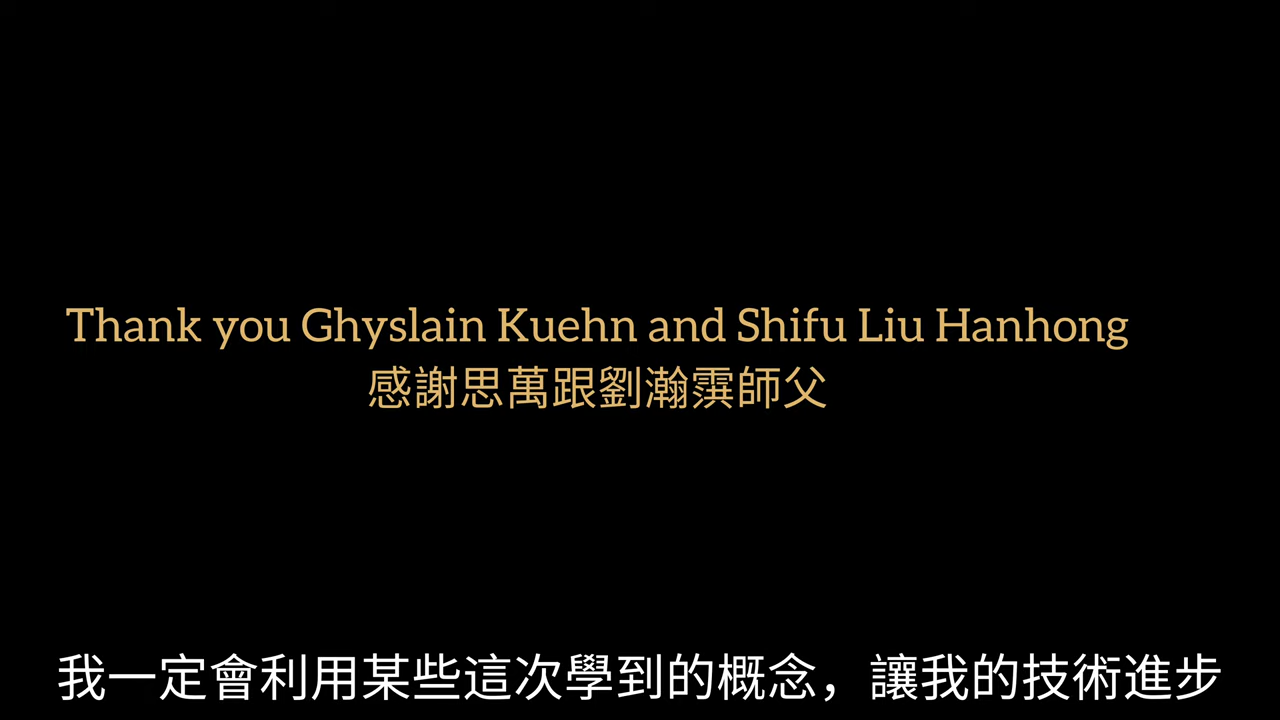 Thank you Ghyslain Kuehn and Shifu Liu Hanhong
感謝思萬跟劉瀚霟師父
我一定會利用某些這次學到的概念，讓我的技術進步